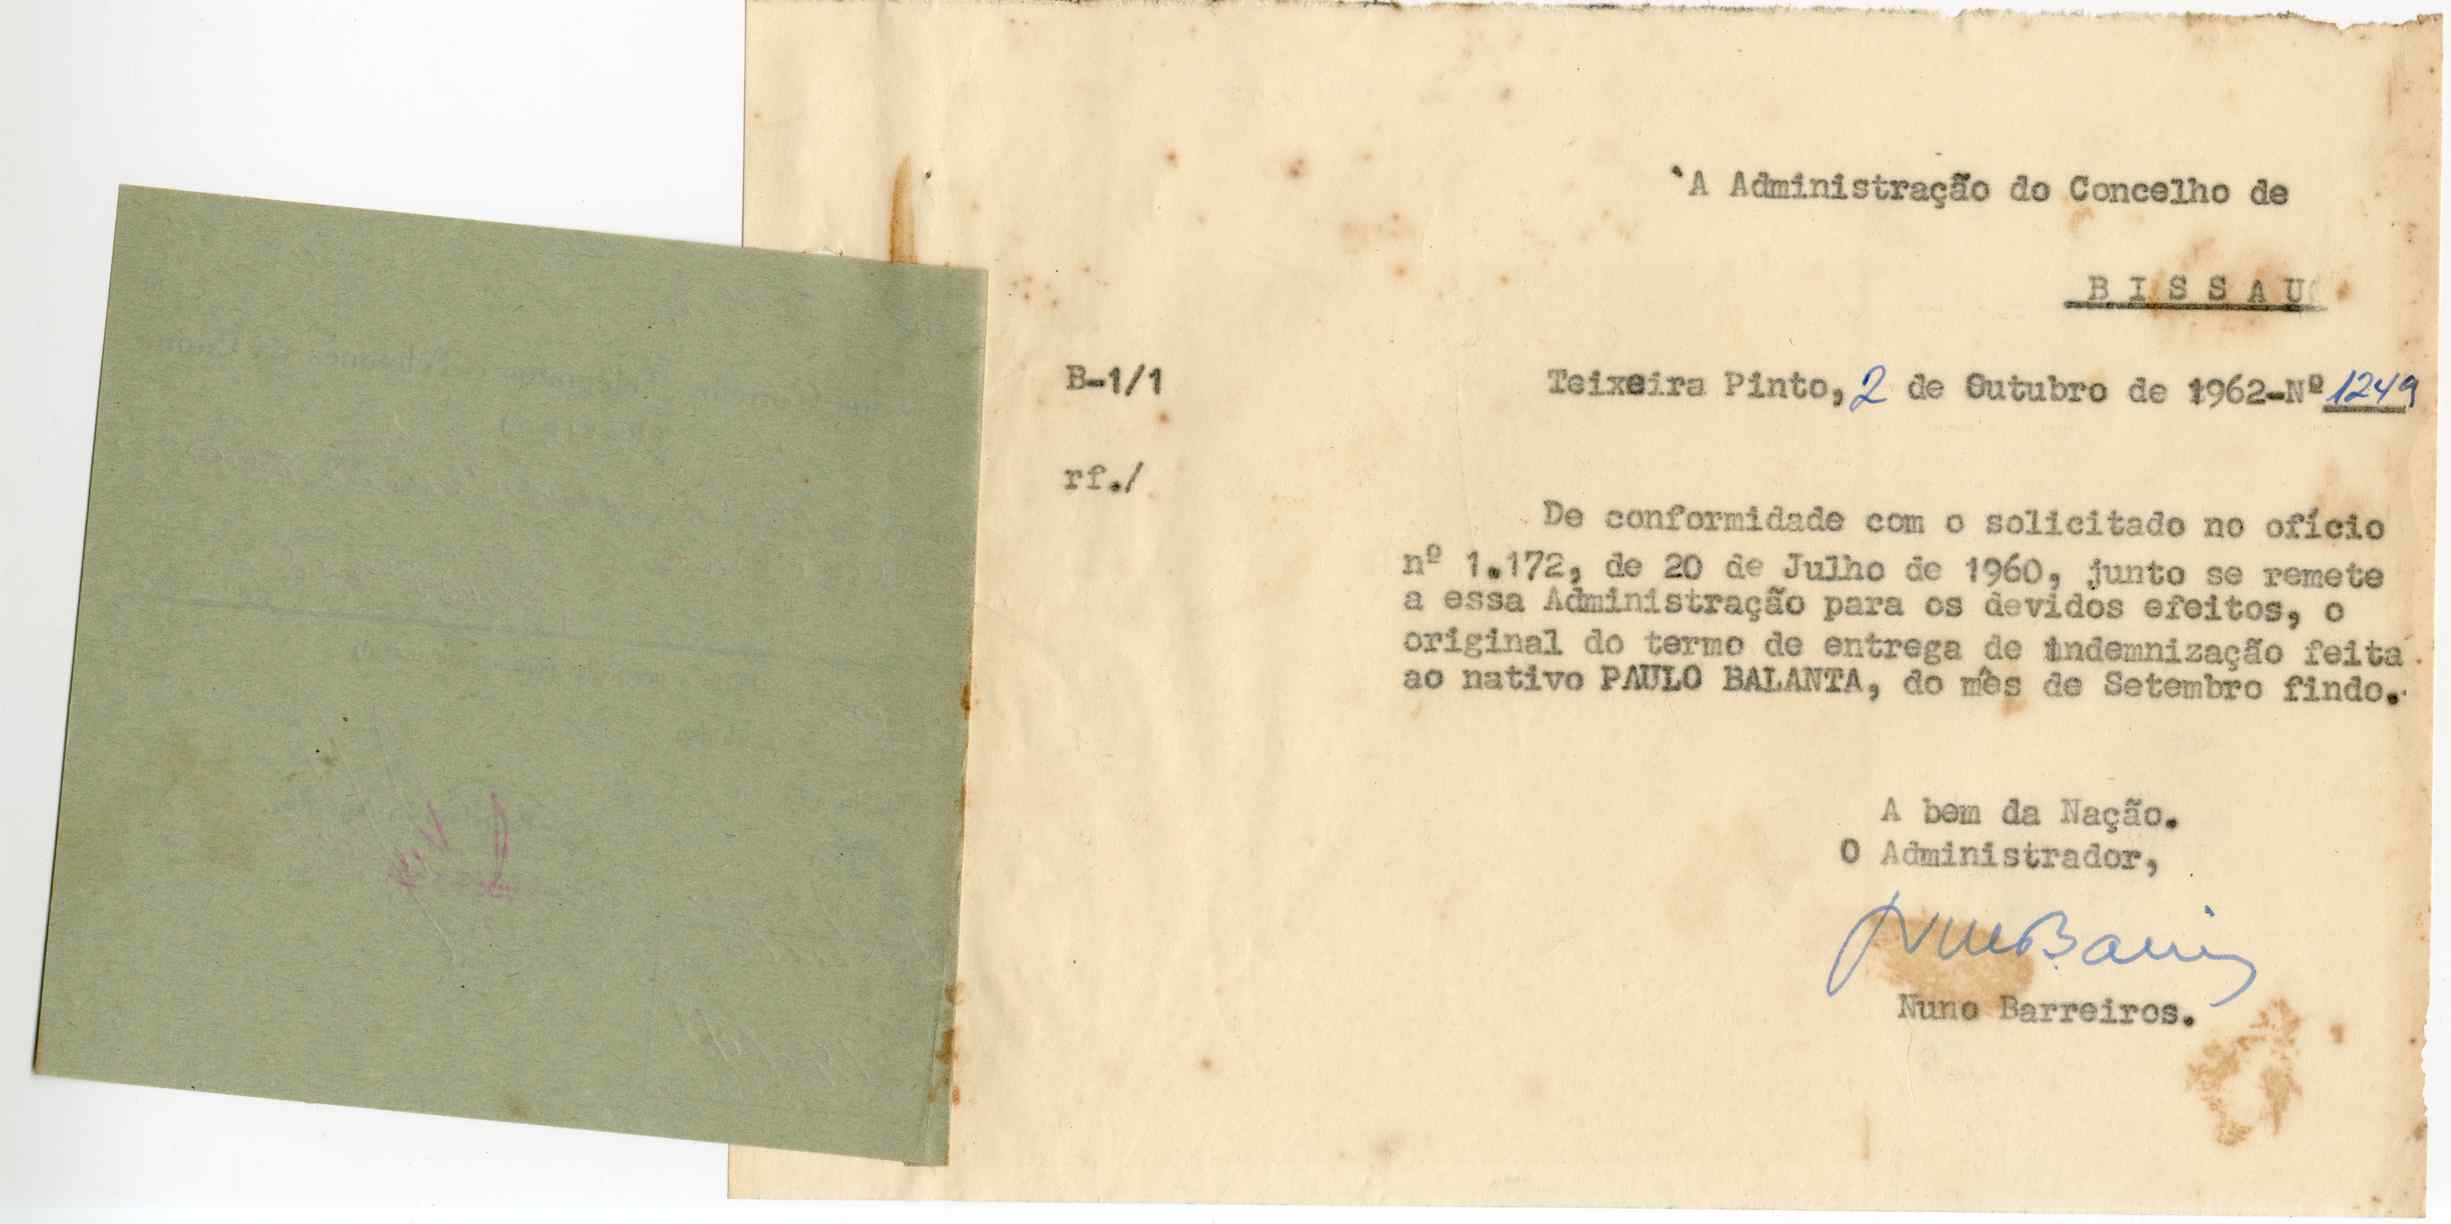 `A Administração do Concelho de
B I S S A U
B-1/1
Teixeira Pinto, 2 de Outubro de 1962-Nº 1249
rf./
De conformidade com o solicitado no ofício
nº 1.172, de 20 de Julho de 1960, junto se remete
a essa Administração para os devidos efeitos, o
original do termo de entrega de indemnização feita
ao nativo PAULO BALANTA, do mês de Setembro findo.
A bem da Nação.
O Administrador,
Nuno Barreiros.